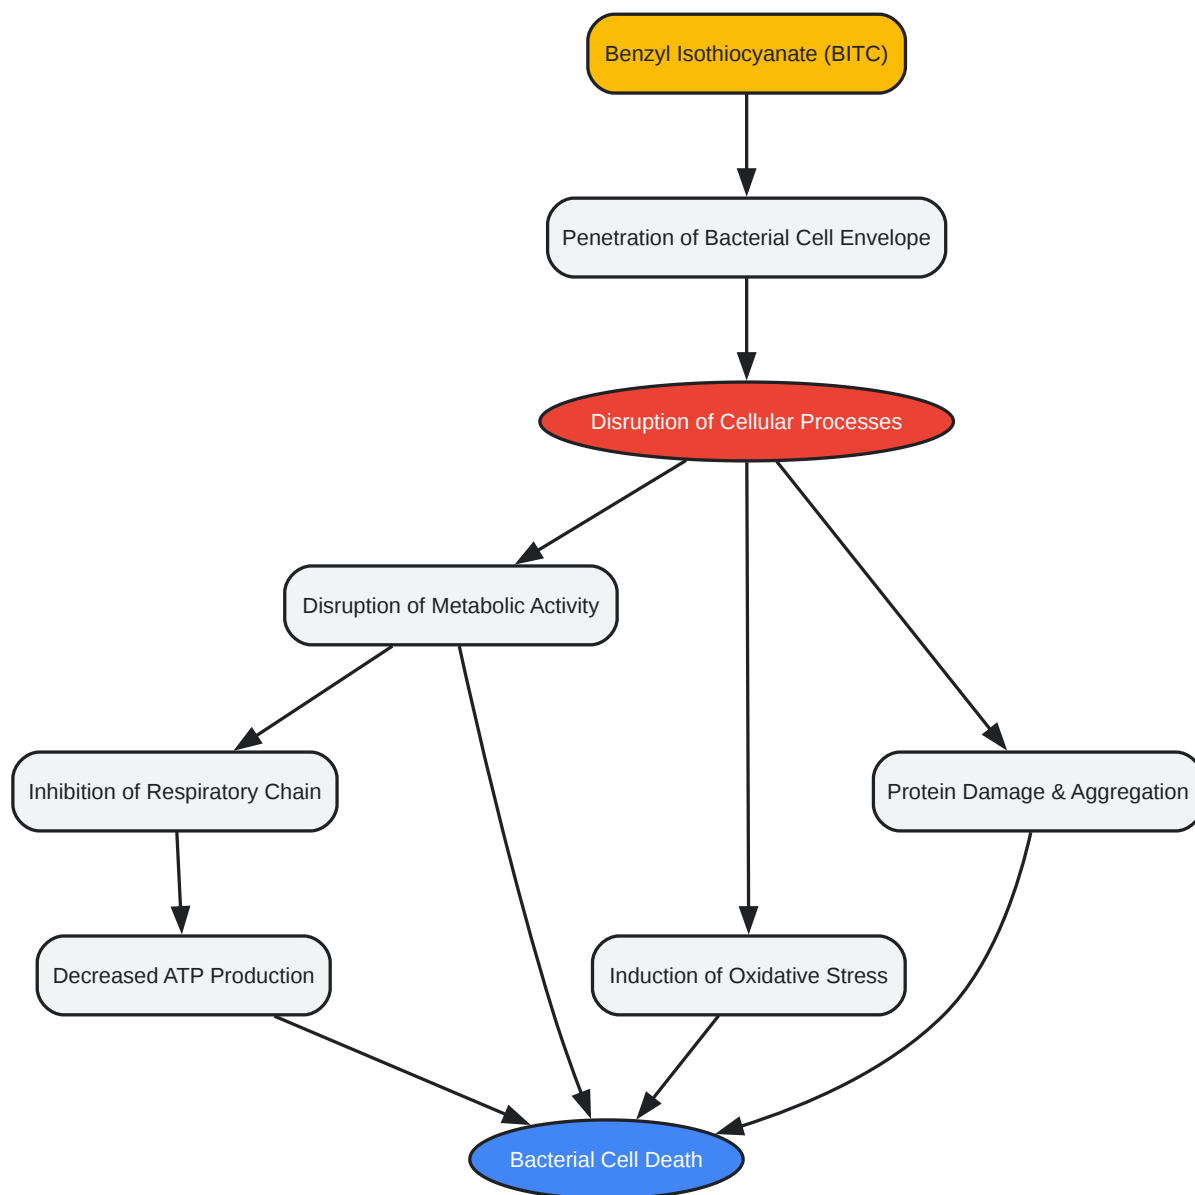 Benzyl Isothiocyanate (BITC)
Penetration of Bacterial Cell Envelope
Disruption of Cellular Processes
Disruption of Metabolic Activity
Inhibition of Respiratory Chain
Protein Damage & Aggregation
Decreased ATP Production
Induction of Oxidative Stress
Bacterial Cell Death